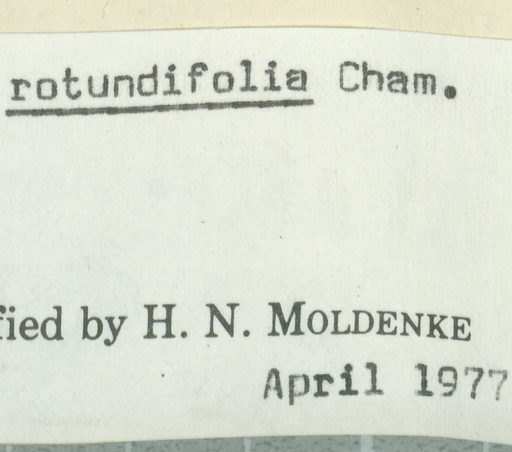 rotundifolia Cham.
fied by H. N. MOLDENKE
April 1977